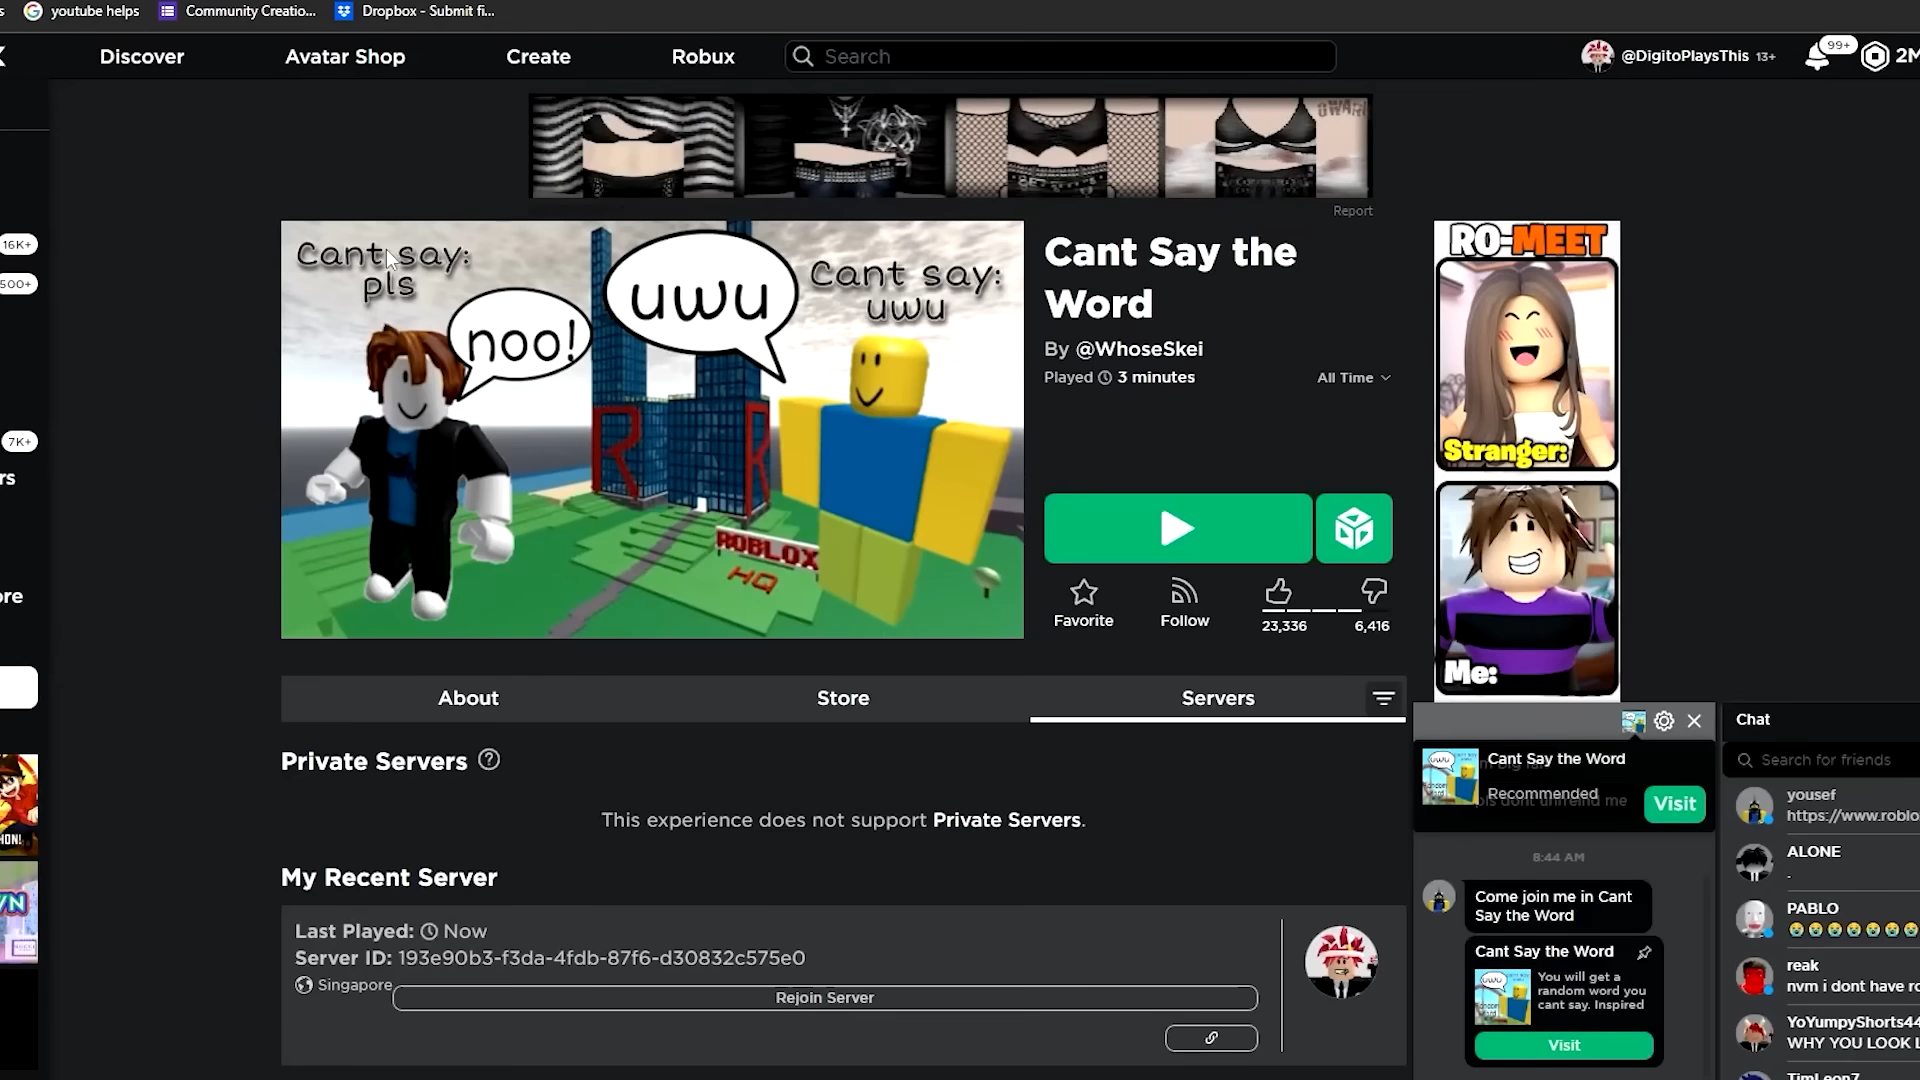 youtube helps
Community Creatio...
Dropbox - Submit fi...
Discover
Avatar Shop
Create
Robux
Search
@DigitoPlaysThis 13+
99+
2M
Report
16K+
500+
7K+
Cant say:
pls
noo!
uwu
Cant say:
uwu
ROBLOX
HQ
Cant Say the
Word
By @WhoseSkei
Played 3 minutes
All Time
Favorite
Follow
23,336
6,416
RO-MEET
Stranger:
Me:
About
Store
Servers
Private Servers
This experience does not support Private Servers.
My Recent Server
Last Played: Now
Server ID: 193e90b3-f3da-4fdb-87f6-d30832c575e0
Singapore
Rejoin Server
Cant Say the Word
Recommended
pls dont unfreind me
Visit
8:44 AM
Come join me in Cant
Say the Word
Cant Say the Word
You will get a
random word you
cant say. Inspired
Visit
Chat
Search for friends
yousef
https://www.roblo
ALONE
.
PABLO
😭😭😭😭😭😭😭
reak
nvm i dont have ro
YoYumpyShorts44
WHY YOU LOOK L
TimLeon7